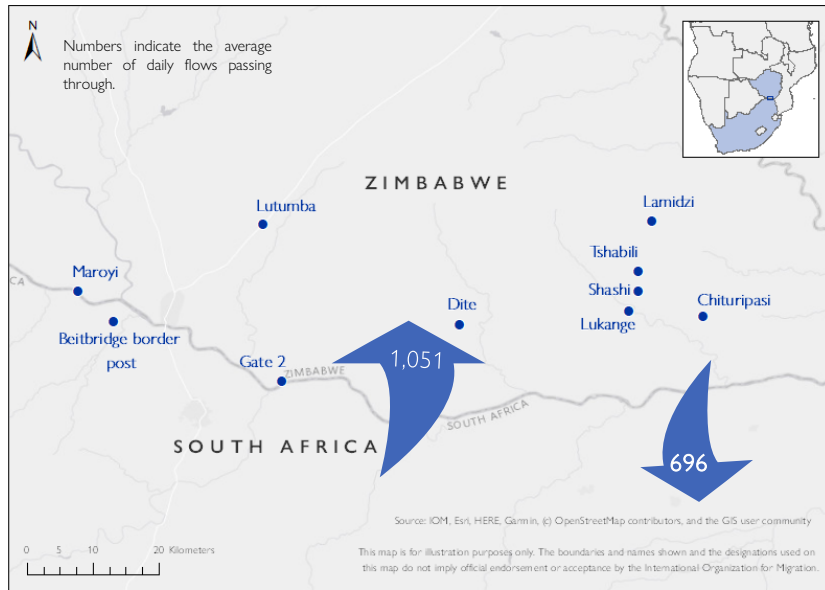 N
Numbers indicate the average
number of daily flows passing
through.
ZIMBABWE
Lutumba
Lamidzi
Tshabili
Maroyi
CA
Shashi
Chituripasi
Dite
Lukange
Beitbridge border
post
Gate 2
1,051
ZIMBABWE
SOUTH AFRICA
SOUTH AFRICA
696
Source: IOM, Esri, HERE, Garmin, (c) OpenStreetMap contributors, and the GIS user community
0 5 10 20 Kilometers
This map is for illustration purposes only. The boundaries and names shown and the designations used on
this map do not imply official endorsement or acceptance by the International Organization for Migration.